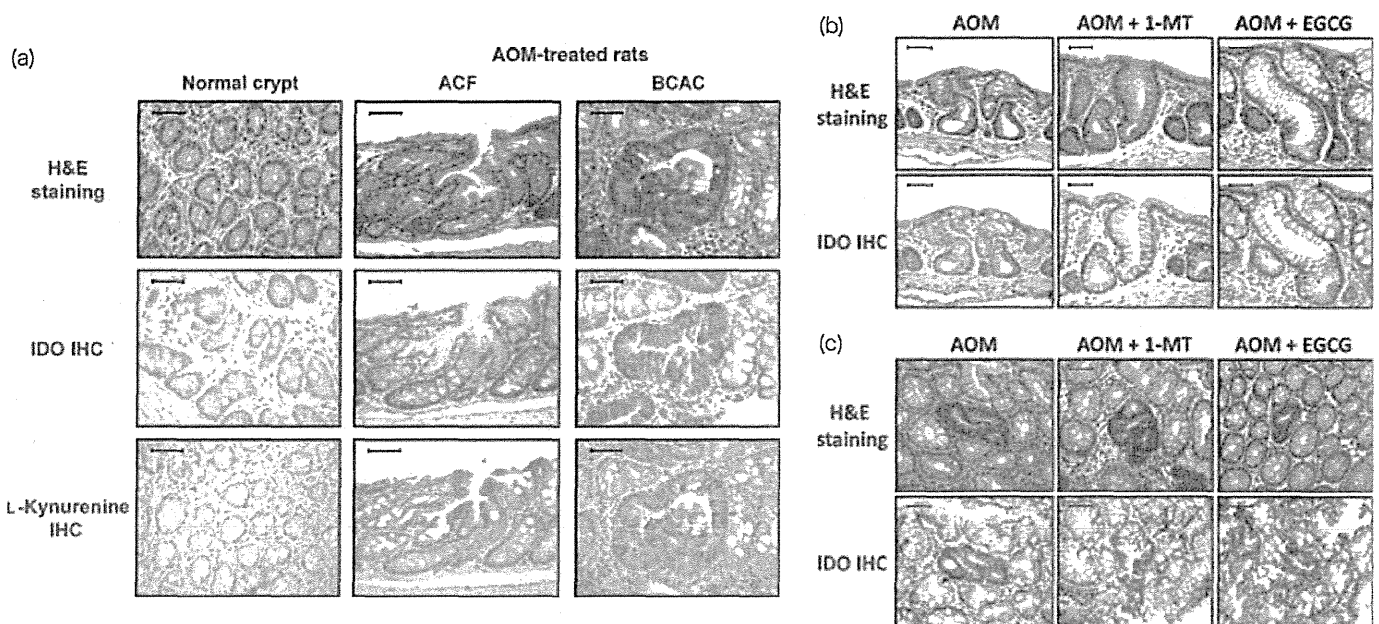 (a)
AOM-treated rats
Normal crypt ACF BCAC
H&E
staining
IDO IHC
L-Kynurenine
IHC
(b)
AOM AOM + 1-MT AOM + EGCG
H&E
staining
IDO IHC
(c)
AOM AOM + 1-MT AOM + EGCG
H&E
staining
IDO IHC